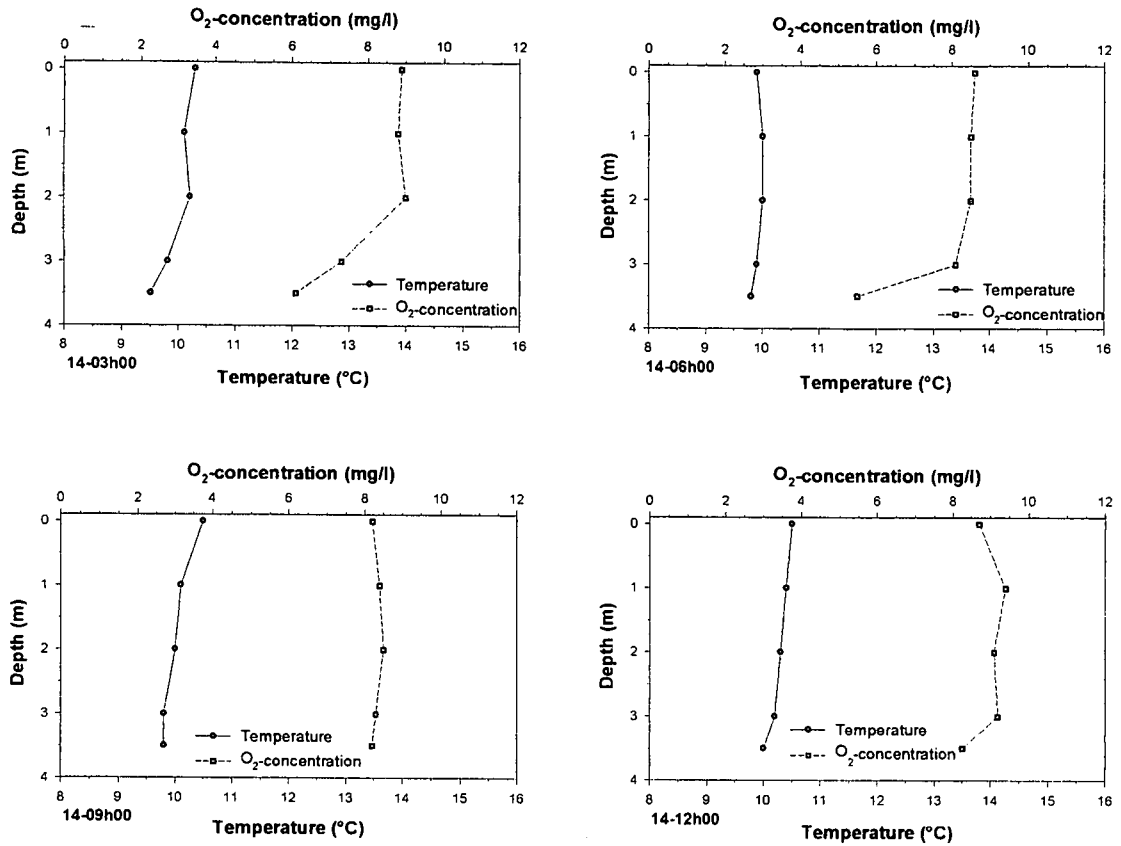 O2-concentration (mg/l)
0 2 4 6 8 10 12
0
1
2
3
4
Depth (m)
Temperature
O2-concentration
8 9 10 11 12 13 14 15 16
14-03h00
Temperature (°C)
O2-concentration (mg/l)
0 2 4 6 8 10 12
0
1
2
3
4
Depth (m)
Temperature
O2-concentration
8 9 10 11 12 13 14 15 16
14-06h00
Temperature (°C)
O2-concentration (mg/l)
0 2 4 6 8 10 12
0
1
2
3
4
Depth (m)
Temperature
O2-concentration
8 9 10 11 12 13 14 15 16
14-09h00
Temperature (°C)
O2-concentration (mg/l)
0 2 4 6 8 10 12
0
1
2
3
4
Depth (m)
Temperature
O2-concentration
8 9 10 11 12 13 14 15 16
14-12h00
Temperature (°C)